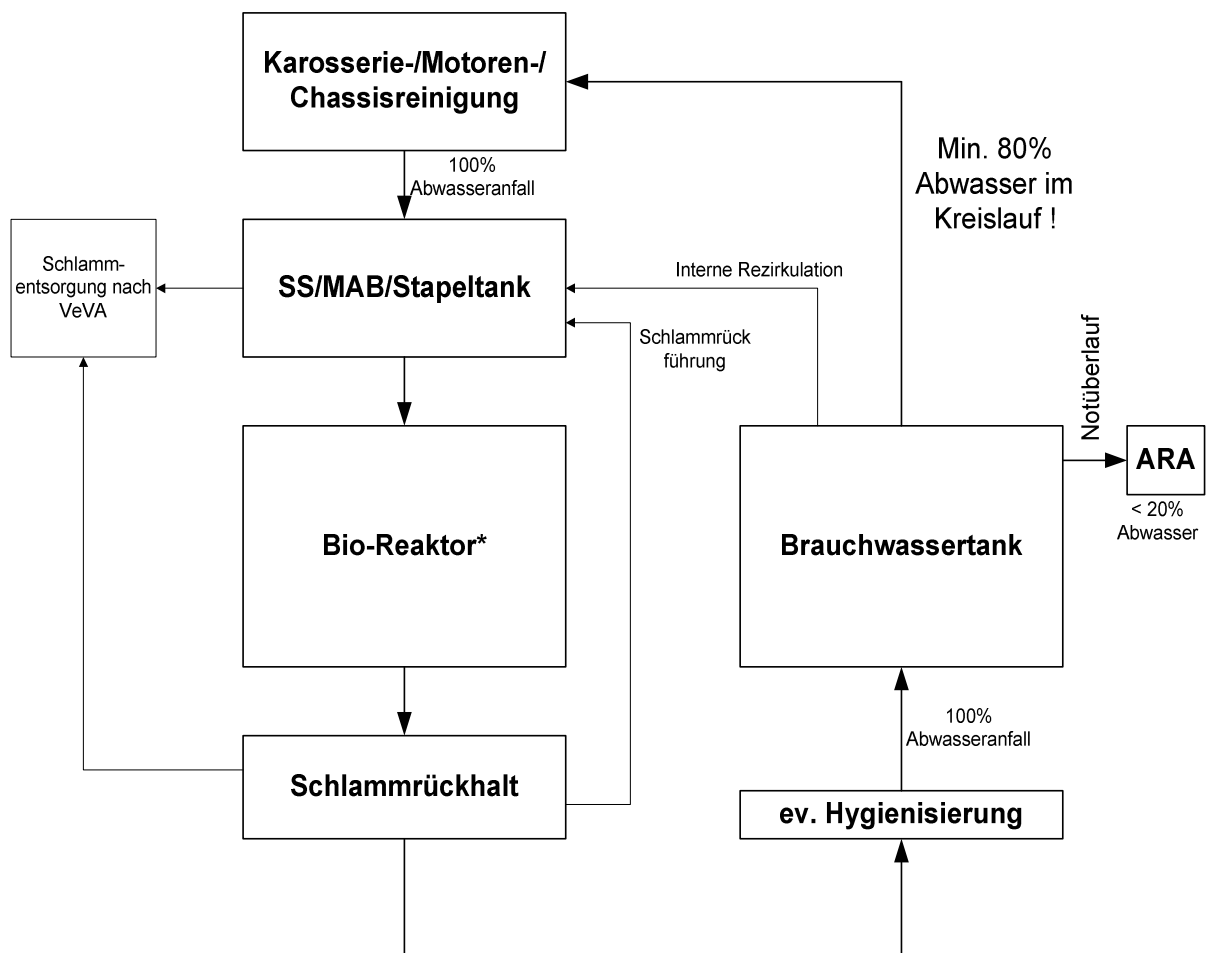 Karosserie-/Motoren-/
Chassisreinigung
100%
Abwasseranfall
Min. 80%
Abwasser im
Kreislauf !
Schlamm-
entsorgung nach
VeVA
SS/MAB/Stapeltank
Interne Rezirkulation
Schlammrück
führung
Notüberlauf
ARA
< 20%
Abwasser
Bio-Reaktor*
Brauchwassertank
100%
Abwasseranfall
Schlammrückhalt
ev. Hygienisierung